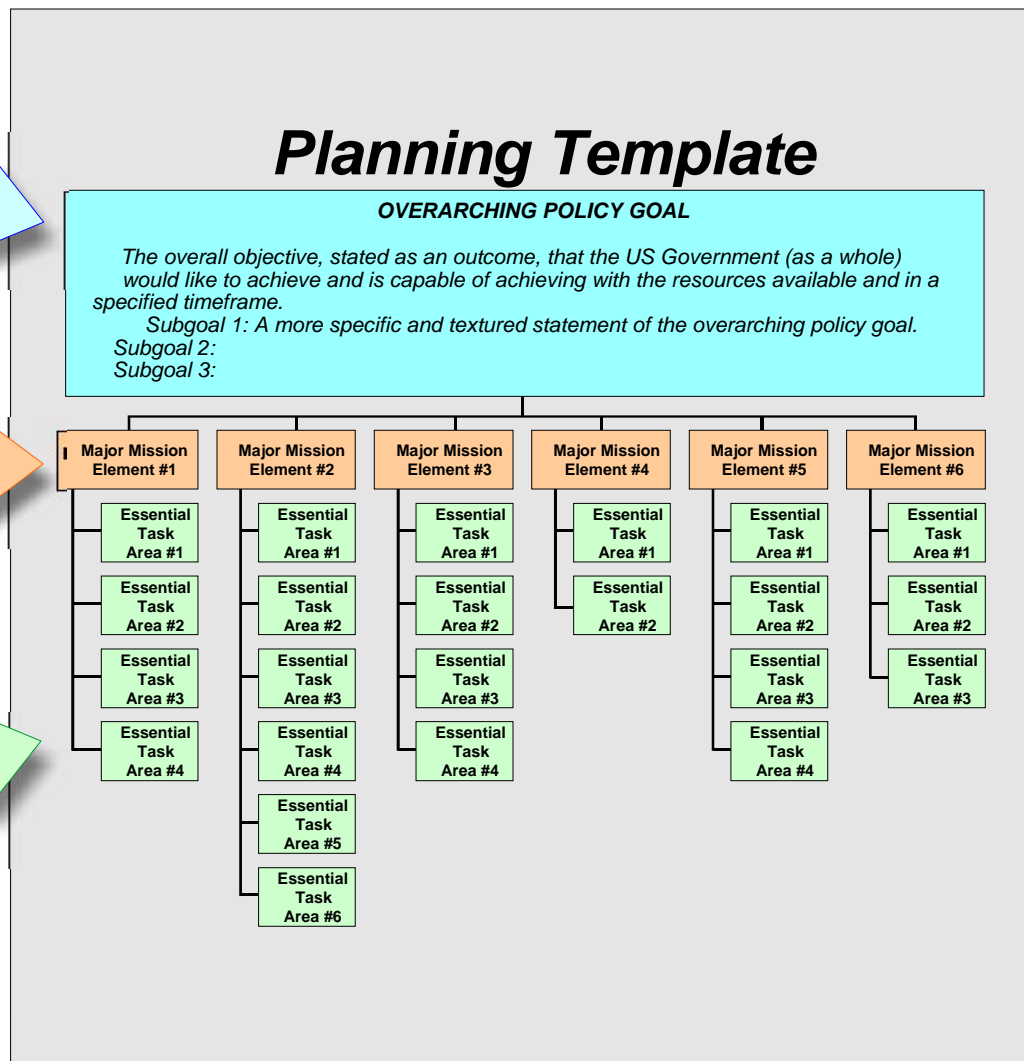 Planning Template
OVERARCHING POLICY GOAL
The overall objective, stated as an outcome, that the US Government (as a whole)
would like to achieve and is capable of achieving with the resources available and in a
specified timeframe.
Subgoal 1: A more specific and textured statement of the overarching policy goal.
Subgoal 2:
Subgoal 3:
Major Mission
Element #1
Essential
Task
Area #1
Essential
Task
Area #2
Essential
Task
Area #3
Essential
Task
Area #4
Major Mission
Element #2
Essential
Task
Area #1
Essential
Task
Area #2
Essential
Task
Area #3
Essential
Task
Area #4
Essential
Task
Area #5
Essential
Task
Area #6
Major Mission
Element #3
Essential
Task
Area #1
Essential
Task
Area #2
Essential
Task
Area #3
Essential
Task
Area #4
Major Mission
Element #4
Essential
Task
Area #1
Essential
Task
Area #2
Major Mission
Element #5
Essential
Task
Area #1
Essential
Task
Area #2
Essential
Task
Area #3
Essential
Task
Area #4
Major Mission
Element #6
Essential
Task
Area #1
Essential
Task
Area #2
Essential
Task
Area #3